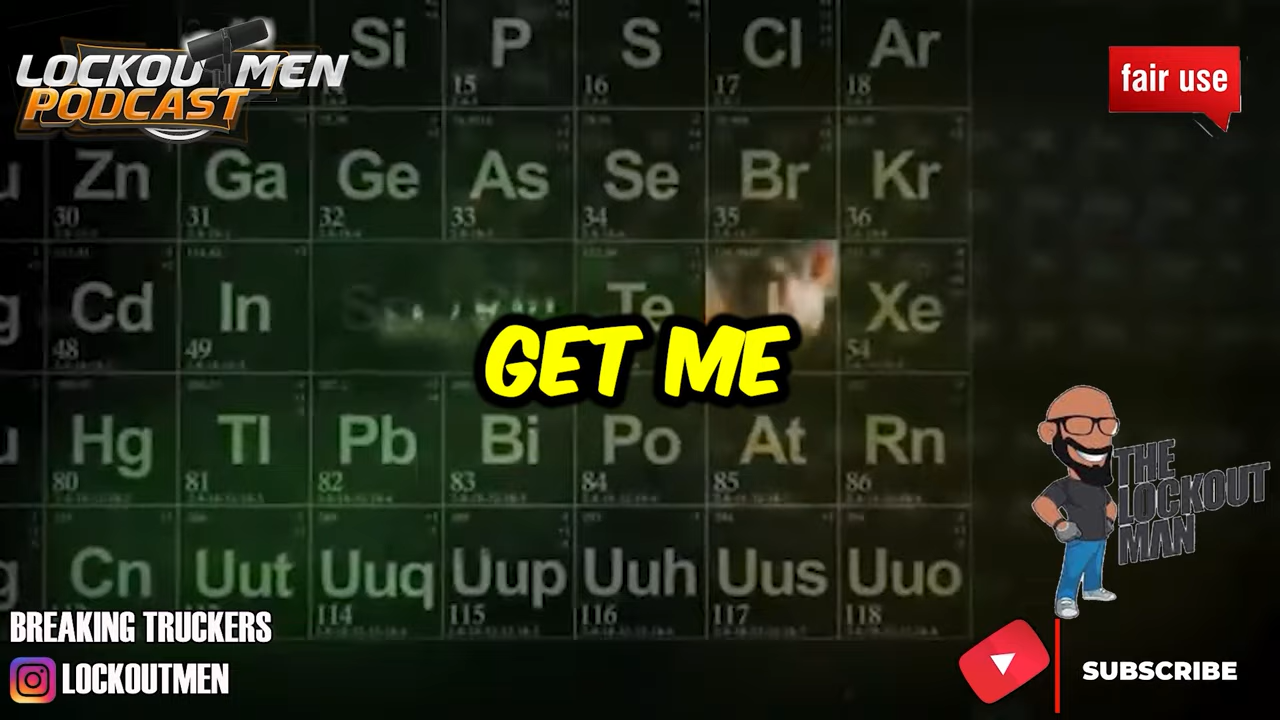 LOCKOUTMEN
PODCAST
fair use
Si P S Cl Ar
15 16 17 18
Zn Ga Ge As Se Br Kr
30 31 32 33 34 35 36
Cd In Te I Xe
48 49 54
GET ME
Hg Tl Pb Bi Po At Rn
80 81 82 83 84 85 86
THE
LOCKOUT
MAN
Cn Uut Uuq Uup Uuh Uus Uuo
114 115 116 117 118
BREAKING TRUCKERS
LOCKOUTMEN
SUBSCRIBE